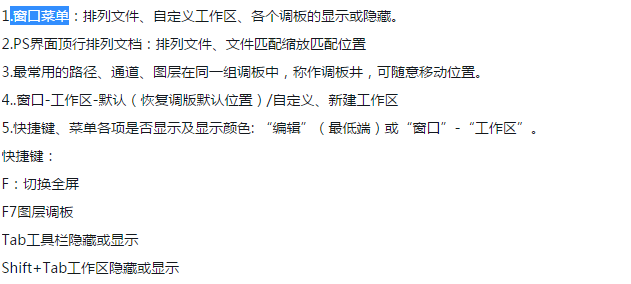 1.窗口菜单：排列文件、自定义工作区、各个调板的显示或隐藏。
2.PS界面顶行排列文档：排列文件、文件匹配缩放匹配位置
3.最常用的路径、通道、图层在同一组调板中，称作调板井，可随意移动位置。
4..窗口-工作区-默认（恢复调版默认位置）/自定义、新建工作区
5.快捷键、菜单各项是否显示及显示颜色: “编辑”（最低端）或“窗口”-“工作区”。
快捷键：
F：切换全屏
F7图层调板
Tab工具栏隐藏或显示
Shift+Tab工作区隐藏或显示